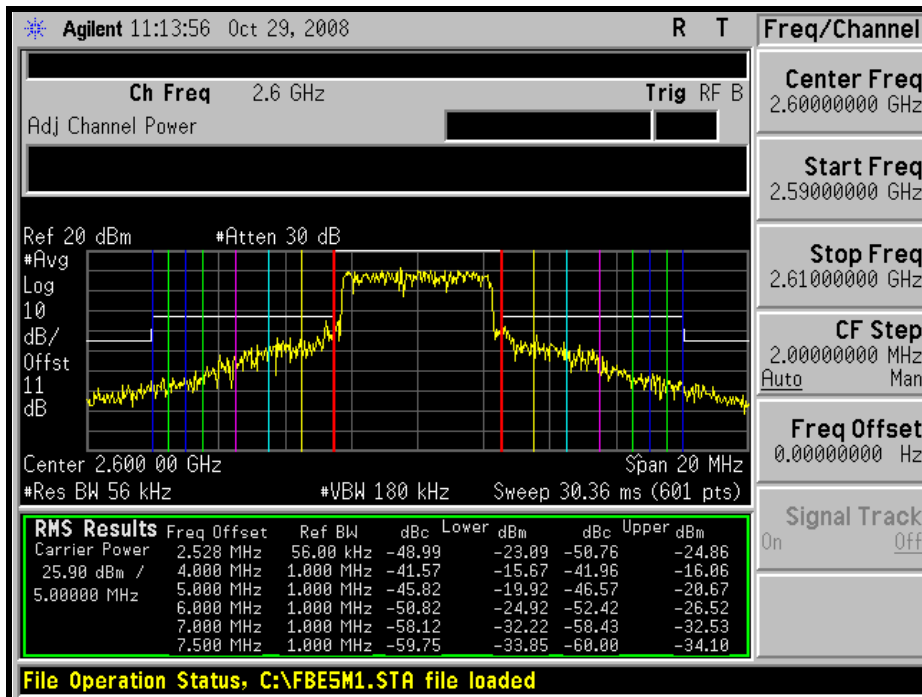 Agilent 11:13:56 Oct 29, 2008 R T
Freq/Channel
Ch Freq 2.6 GHz Trig RF B
Adj Channel Power
Center Freq
2.60000000 GHz
Start Freq
2.59000000 GHz
Stop Freq
2.61000000 GHz
CF Step
2.00000000 MHz
Auto Man
Freq Offset
0.00000000 Hz
Signal Track
On Off
Ref 20 dBm #Atten 30 dB
#Avg
Log
10
dB/
Offst
11
dB
Center 2.600 00 GHz Span 20 MHz
#Res BW 56 kHz #VBW 180 kHz Sweep 30.36 ms (601 pts)
RMS Results Freq Offset Ref BW dBc Lower dBm dBc Upper dBm
Carrier Power 2.528 MHz 56.00 kHz -48.99 -23.09 -50.76 -24.86
25.90 dBm / 4.000 MHz 1.000 MHz -41.57 -15.67 -41.96 -16.06
5.00000 MHz 5.000 MHz 1.000 MHz -45.82 -19.92 -46.57 -20.67
6.000 MHz 1.000 MHz -50.82 -24.92 -52.42 -26.52
7.000 MHz 1.000 MHz -58.12 -32.22 -58.43 -32.53
7.500 MHz 1.000 MHz -59.75 -33.85 -60.00 -34.10
File Operation Status, C:\FBE5M1.STA file loaded